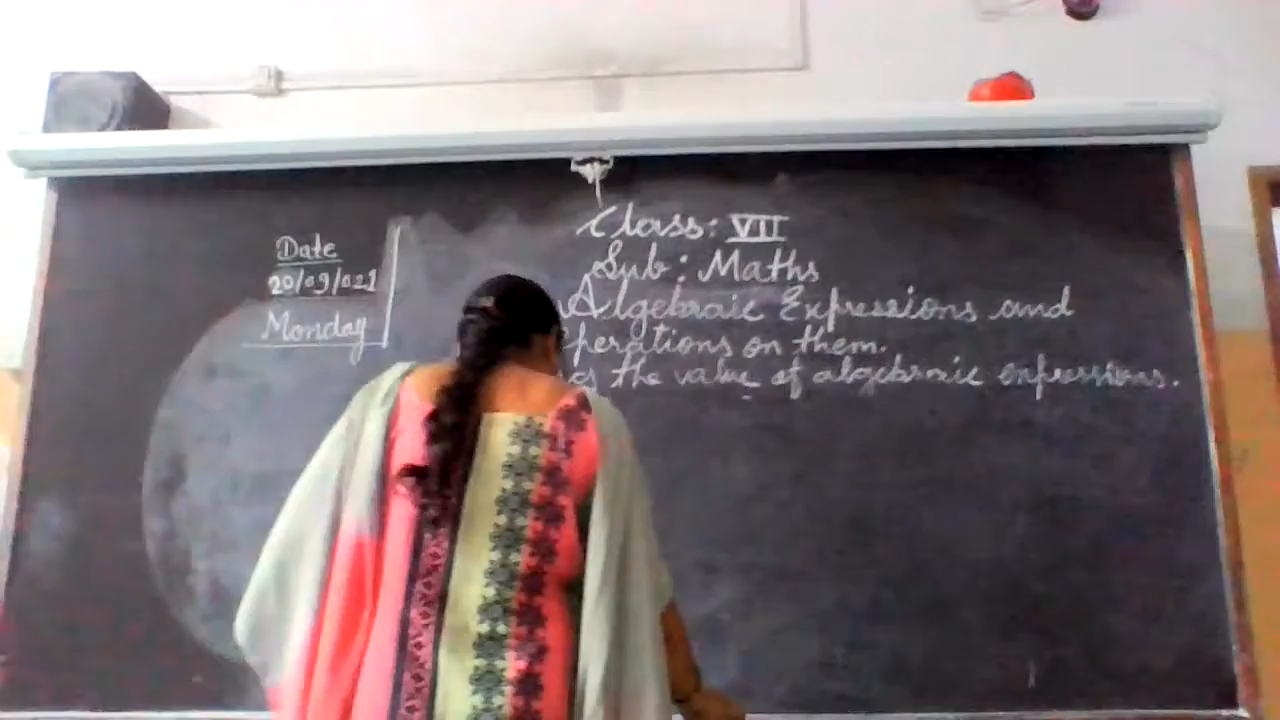 Date
20/09/021
Monday
Class: VII
Sub: Maths
Algebraic Expressions and
perations on them.
the value of algebraic expressions.